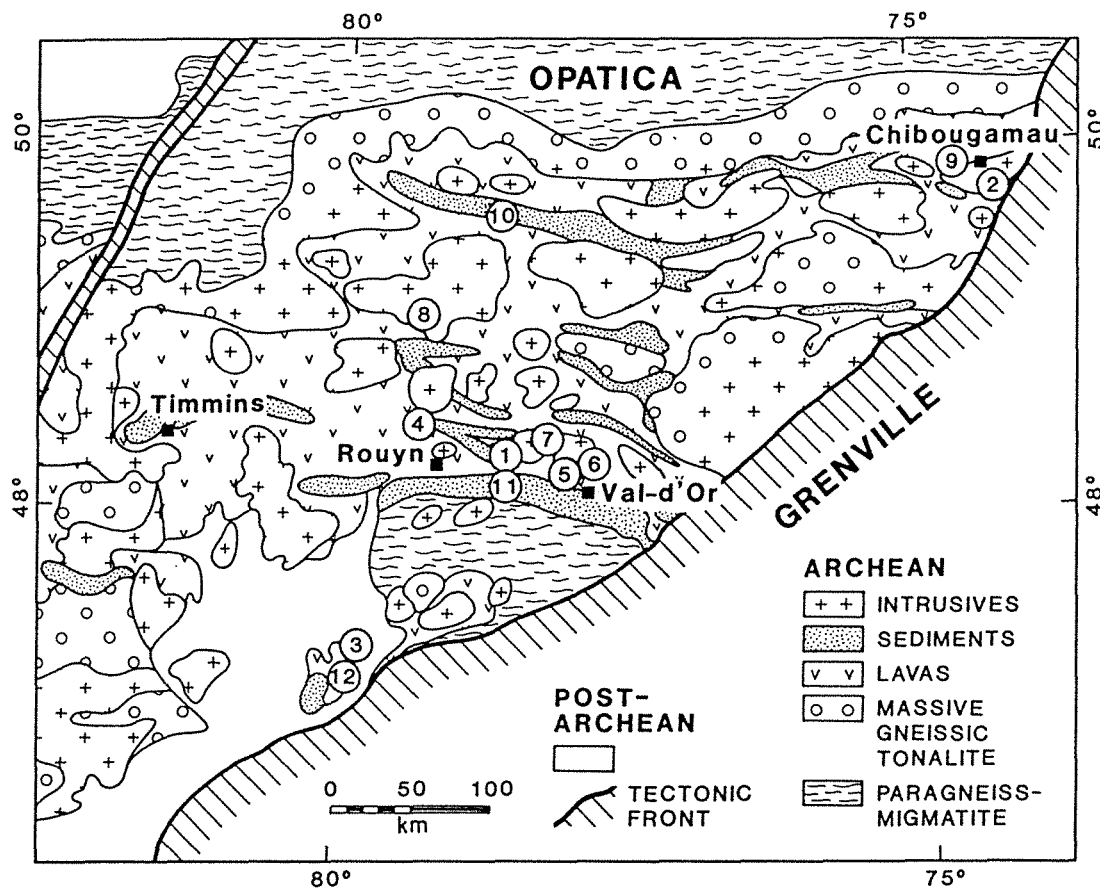 80°
75°
OPATICA
50°
50°
Chibougamau
9
2
10
8
Timmins
4
Rouyn
1
7
5
6
11
Val-d'Or
48°
48°
GRENVILLE
3
12
ARCHEAN
INTRUSIVES
SEDIMENTS
LAVAS
MASSIVE
GNEISSIC
TONALITE
PARAGNEISS-
MIGMATITE
POST-
ARCHEAN
TECTONIC
FRONT
0 50 100
km
80°
75°